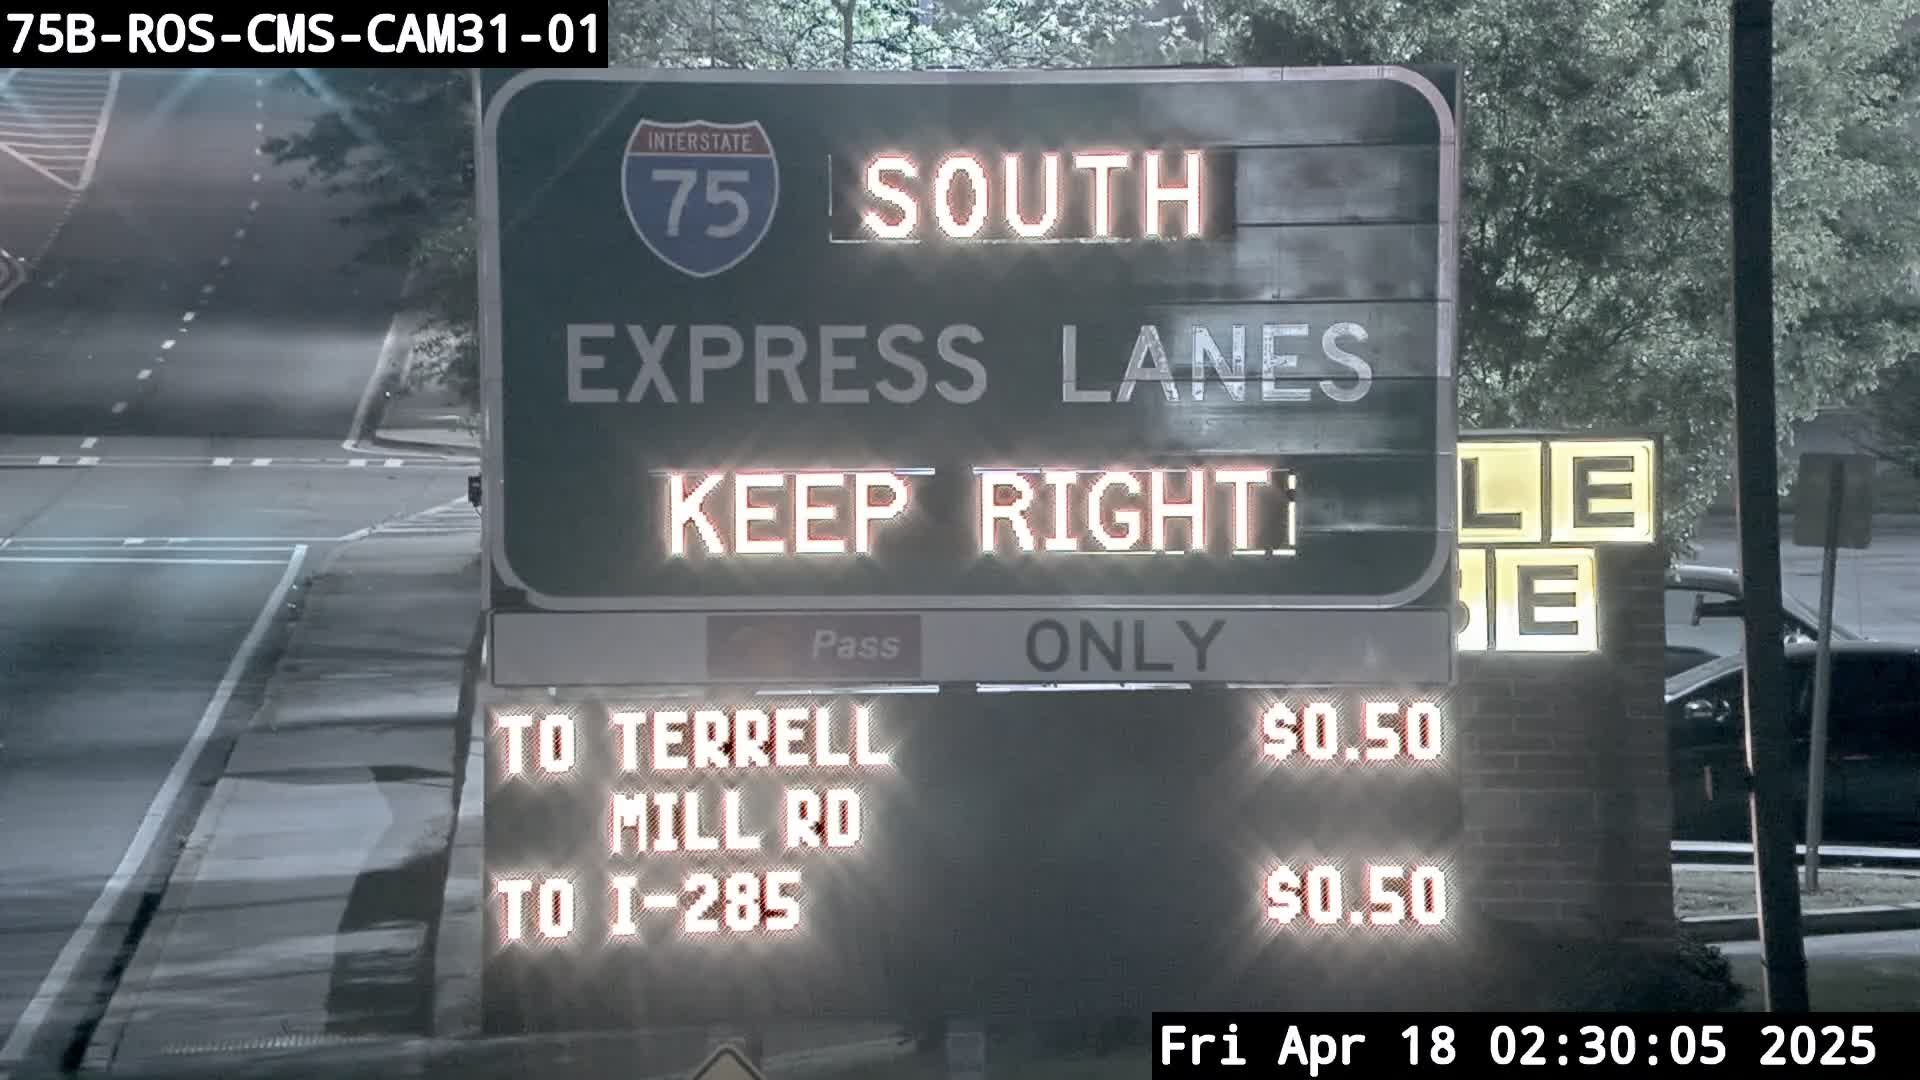 75B-ROS-CMS-CAM31-01
INTERSTATE
75
SOUTH
EXPRESS LANES
KEEP RIGHT
Pass ONLY
TO TERRELL $0.50
MILL RD
TO I-285 $0.50
LE
E
Fri Apr 18 02:30:05 2025